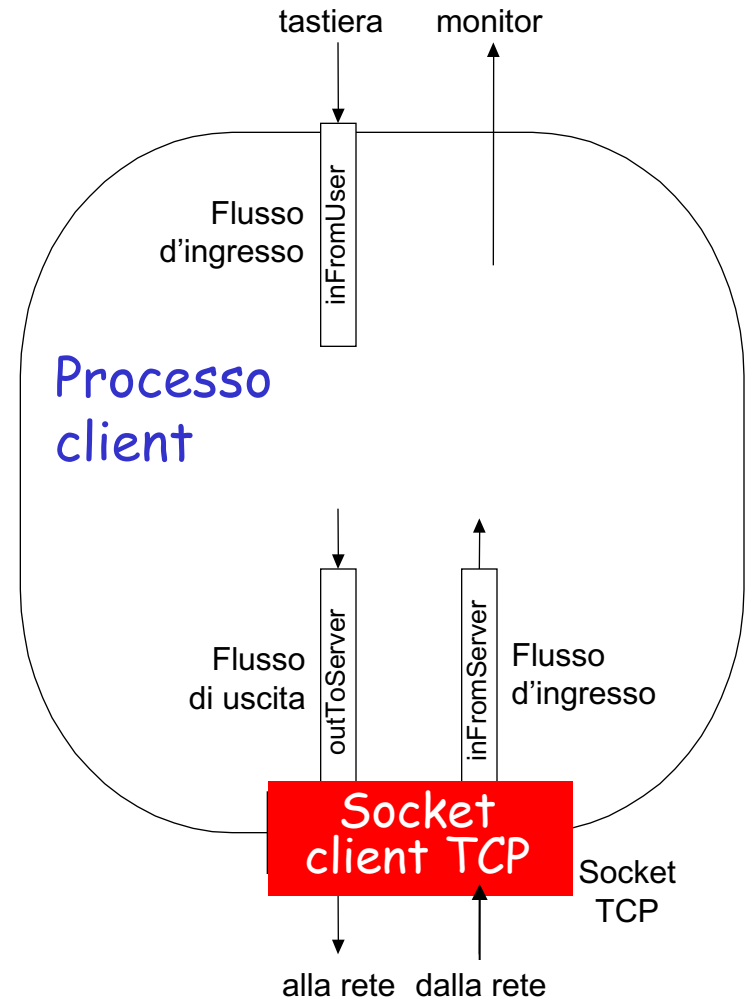 tastiera
monitor
Flusso
d'ingresso
inFromUser
Processo
client
Flusso
di uscita
outToServer
inFromServer
Flusso
d'ingresso
Socket
client TCP
Socket
TCP
alla rete
dalla rete